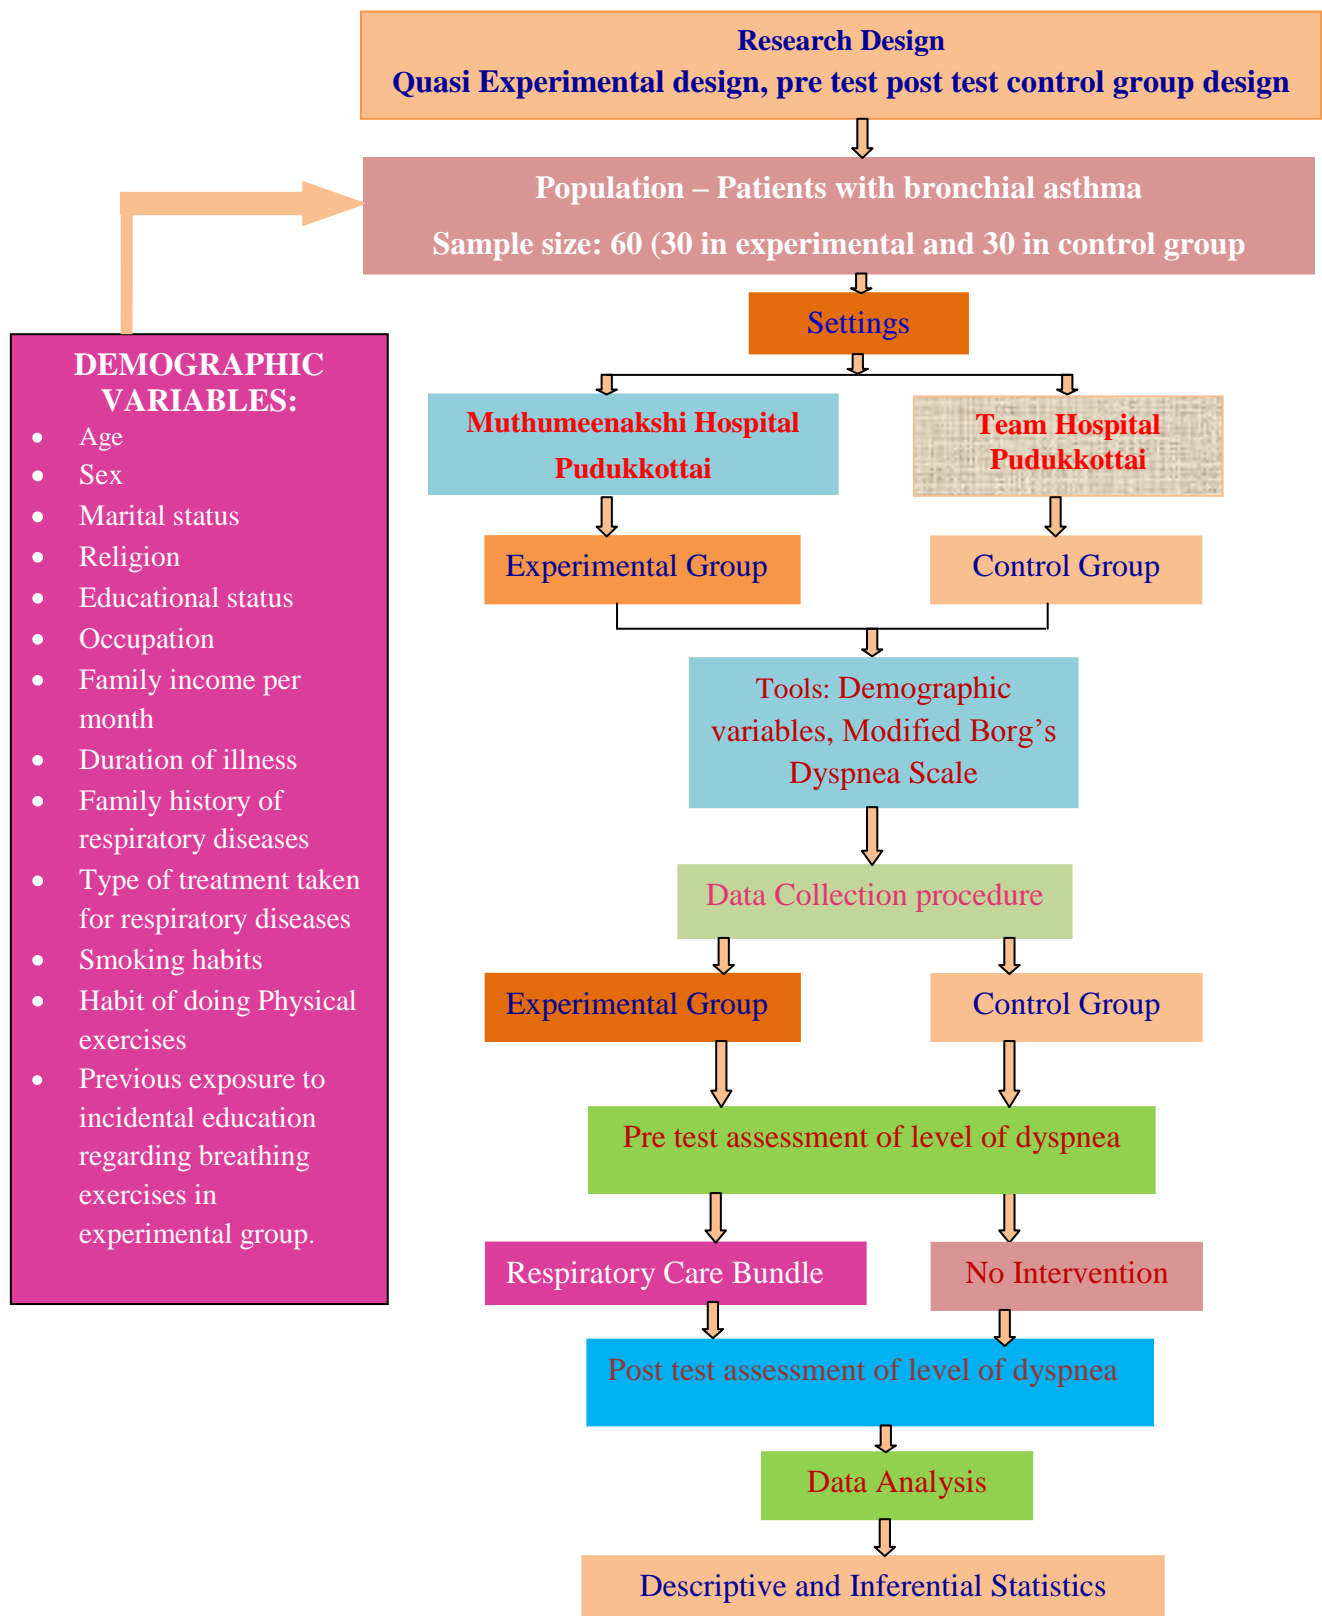 Research Design
Quasi Experimental design, pre test post test control group design
Population – Patients with bronchial asthma
Sample size: 60 (30 in experimental and 30 in control group
Settings
DEMOGRAPHIC
VARIABLES:
• Age
• Sex
• Marital status
• Religion
• Educational status
• Occupation
• Family income per
month
• Duration of illness
• Family history of
respiratory diseases
• Type of treatment taken
for respiratory diseases
• Smoking habits
• Habit of doing Physical
exercises
• Previous exposure to
incidental education
regarding breathing
exercises in
experimental group.
Muthumeenakshi Hospital
Pudukkottai
Team Hospital
Pudukkottai
Experimental Group
Control Group
Tools: Demographic
variables, Modified Borg’s
Dyspnea Scale
Data Collection procedure
Experimental Group
Control Group
Pre test assessment of level of dyspnea
Respiratory Care Bundle
No Intervention
Post test assessment of level of dyspnea
Data Analysis
Descriptive and Inferential Statistics